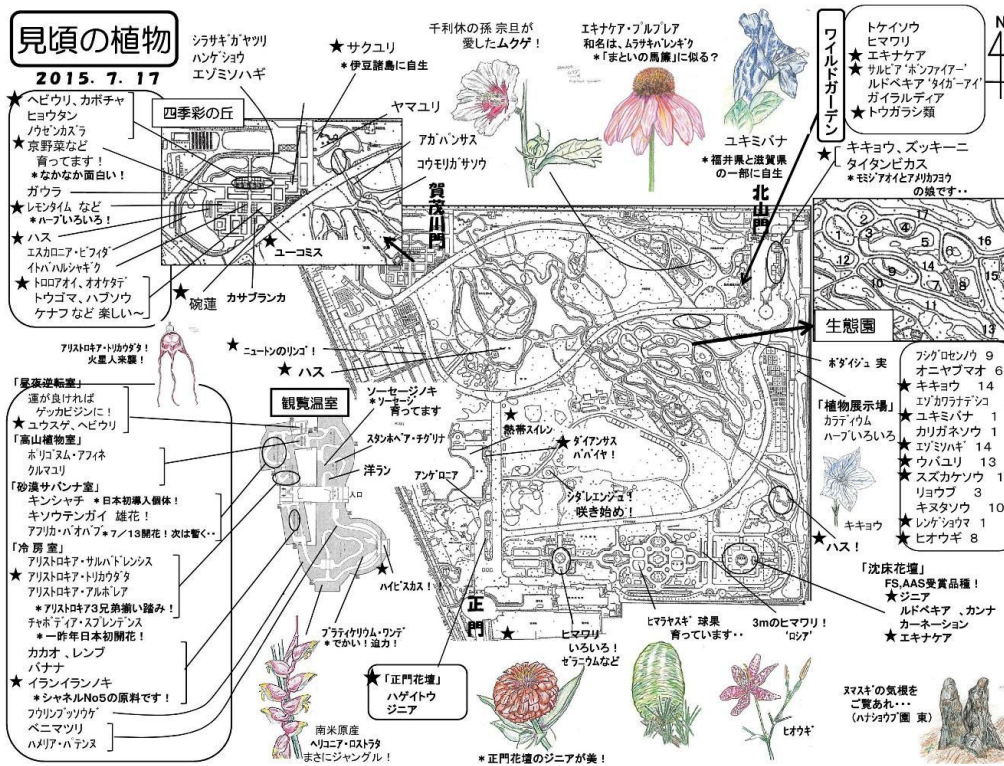 見頃の植物
2015. 7. 17
シラサギガヤツリ
ハンゲショウ
エゾミソハギ
★サクユリ
＊伊豆諸島に自生
千利休の孫 宗旦が
愛したムクゲ！
エキナケア・プルプレア
和名は、ムラサキバレンギク
＊「まといの馬簾」に似る？
ユキミバナ
＊福井県と滋賀県
の一部に自生
ワイルドガーデン
トケイソウ
ヒマワリ
★エキナケア
★サルビア‘ボンファイアー’
ルドベキア‘タイガーアイ’
ガイラルディア
★トウガラシ類
N
★キキョウ、ズッキーニ
タイタンビカス
＊モミジアオイとアメリカフヨウ
の娘です・・
★ヘビウリ、カボチャ
ヒョウタン
ノウゼンカズラ
★京野菜など
育ってます！
＊なかなか面白い！
ガウラ
★レモンタイム など
＊ハーブいろいろ！
★ハス
エスカロニア・ビフィダ
イトバハルシャギク
★トロロアオイ、オオケタデ
トウゴマ、ハブソウ
ケナフ など 楽しい～
四季彩の丘
ヤマユリ
アガパンサス
コウモリカガサソウ
賀茂川門
北山門
★ユーコミス
カサブランカ
★碗蓮
アリストロキア・トリカウダタ！
火星人来襲！
★ニュートンのリンゴ！
★ハス
生態園
1
2
3
④
17
5
6
16
9
14
15
7
8
11
10
12
13
13
ボダイジュ 実
「植物展示場」
カラディウム
ハーブいろいろ
キキョウ
フシグロセンノウ 9
オニヤブマオ 6
★キキョウ 14
エゾカワラナデシコ
★ユキミバナ 1
カリガネソウ 1
★エゾミソハギ 14
★ウバユリ 13
★スズカケソウ 1
リョウブ 3
キヌタソウ 10
★レンゲショウマ 1
★ヒオウギ 8
「昼夜逆転室」
運が良ければ
ゲッカビジンに！
★ユウスゲ、ヘビウリ
「高山植物室」
ポリゴヌム・アフィネ
クルマユリ
「砂漠サバンナ室」
キンシャチ ＊日本初導入個体！
キソウテンガイ 雄花！
アフリカ・バオバブ ＊7/13開花！次は暫く・・
「冷房室」
アリストロキア・サルバドレンシス
★アリストロキア・トリカウダタ
アリストロキア・アルボレア
＊アリストロキア3兄弟揃い踏み！
チャボディア・スプレンデンス
＊一昨年日本初開花！
カカオ、レンブ
バナナ
★イランイランノキ
＊シャネルNo5の原料です！
フウリンブッソウゲ
ベニマツリ
ハメリア・パテンヌ
観覧温室
ソーセージノキ
＊ソーセージ
育ってます
スタンホペア・チグリナ
洋ラン
入口
アンゲロニア
★
熱帯スイレン
★ダイアンサス
パパイヤ！
シダレエンジュ！
咲き始め！
★ハイビスカス！！
プラティケリウム・ワンデ
＊でかい！迫力！
正門
★
★「正門花壇」
ハゲイトウ
ジニア
ヒマワリ
いろいろ！
ゼラニウムなど
ヒマラヤスギ 球果
育っています・・
3mのヒマワリ！
‘ロシア’
★ハス！
「沈床花壇」
FS,AAS受賞品種！
★ジニア
ルドベキア 、カンナ
カーネーション
★エキナケア
南米原産
ヘリコニア・ロストラタ
まさにジャングル！
＊正門花壇のジニアが美！
ヒオウギ
ヌマスギの気根を
ご覧あれ・・・
（ハナショウブ園 東）